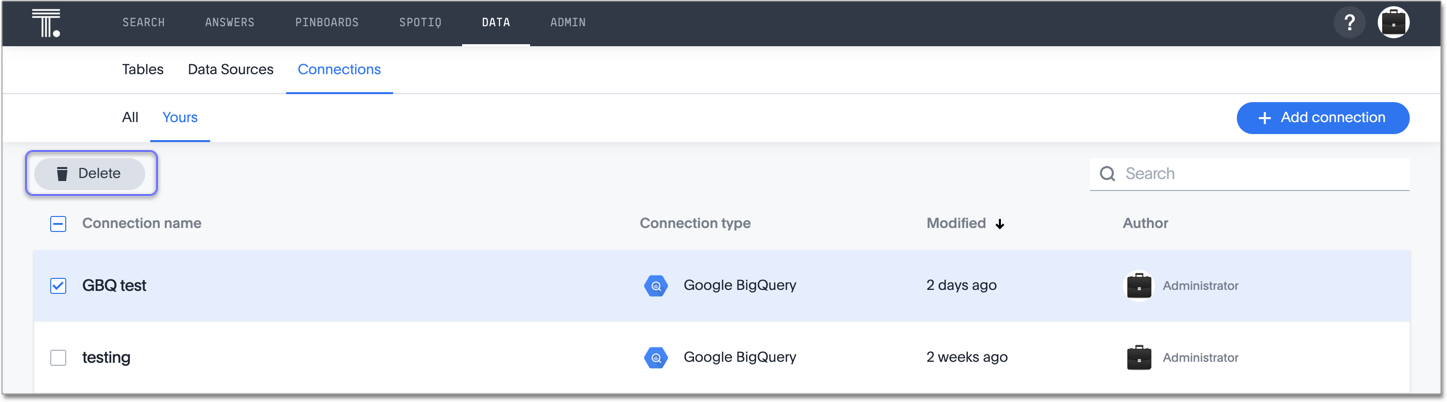 SEARCH ANSWERS PINBOARDS SPOTIQ DATA ADMIN ?
Tables Data Sources Connections
All Yours + Add connection
Delete Search
Connection name Connection type Modified ↓ Author
GBQ test Google BigQuery 2 days ago Administrator
testing Google BigQuery 2 weeks ago Administrator